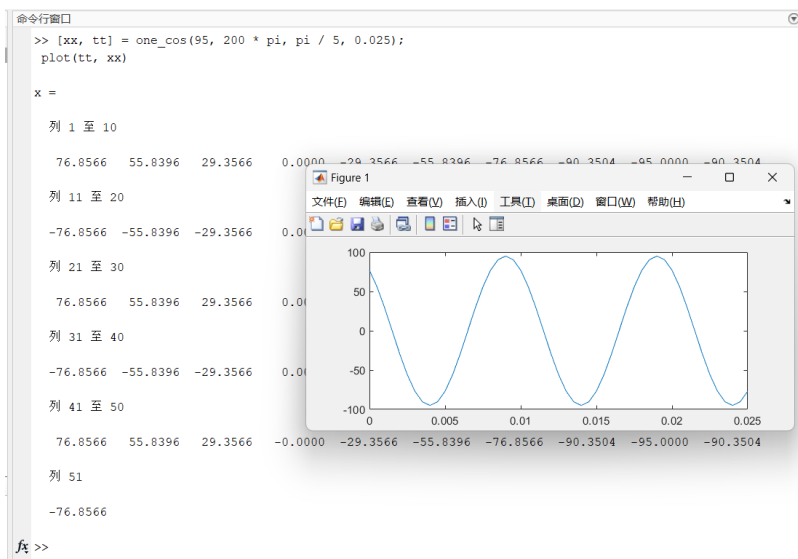 命令行窗口
>> [xx, tt] = one_cos(95, 200 * pi, pi / 5, 0.025);
plot(tt, xx)
x =
列 1 至 10
76.8566 55.8396 29.3566 0.0000 -29.3566 -55.8396 -76.8566 -90.3504 -95.0000 -90.3504
列 11 至 20
-76.8566 -55.8396 -29.3566 0.00
列 21 至 30
76.8566 55.8396 29.3566 0.00
列 31 至 40
-76.8566 -55.8396 -29.3566 0.00
列 41 至 50
76.8566 55.8396 29.3566 -0.0000 -29.3566 -55.8396 -76.8566 -90.3504 -95.0000 -90.3504
列 51
-76.8566
fx >>
Figure 1
文件(F) 编辑(E) 查看(V) 插入(I) 工具(T) 桌面(D) 窗口(W) 帮助(H)
100
50
0
-50
-100
0 0.005 0.01 0.015 0.02 0.025